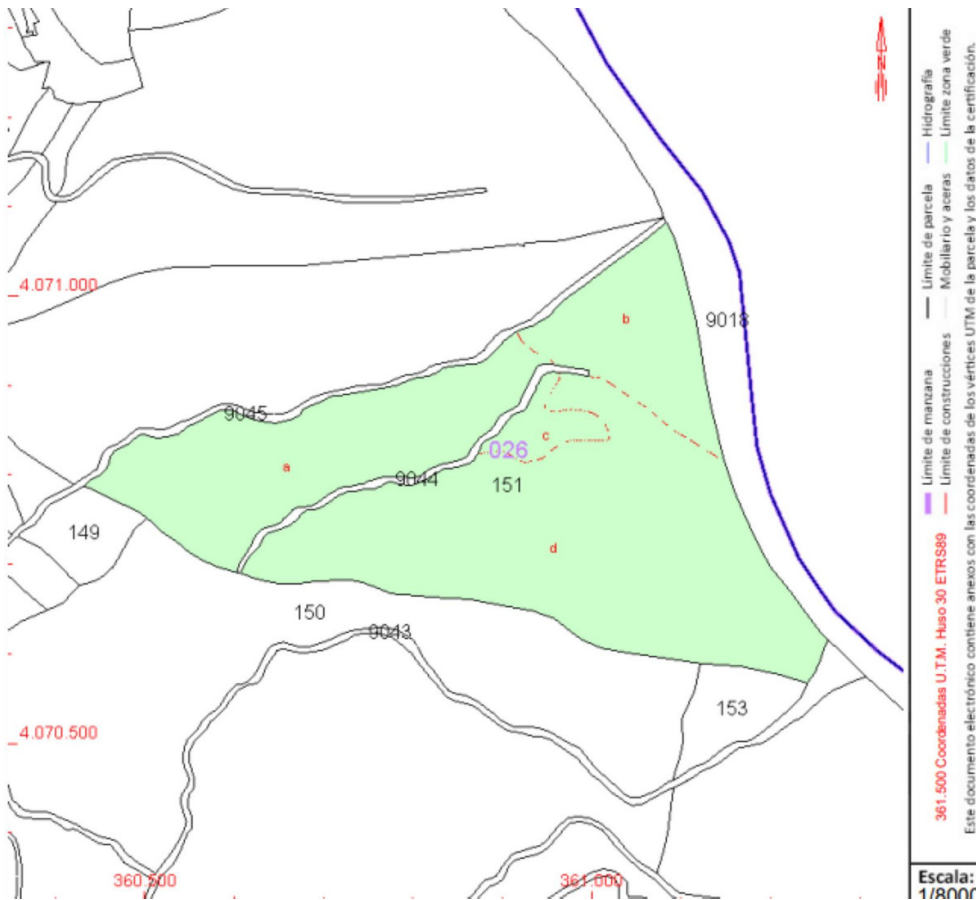 N
4.071.000
b
9018
9045
c
026
a
9044
151
149
d
150
9043
153
4.070.500
360.500
361.000
361.500 Coordenadas U.T.M. Huso 30 ETRS89
Límite de manzana
Límite de parcela
Hidrografía
Límite de construcciones
Mobiliario y aceras
Límite zona verde
Este documento electrónico contiene anexos con las coordenadas de los vértices UTM de la parcela y los datos de la certificación.
Escala:
1/8000